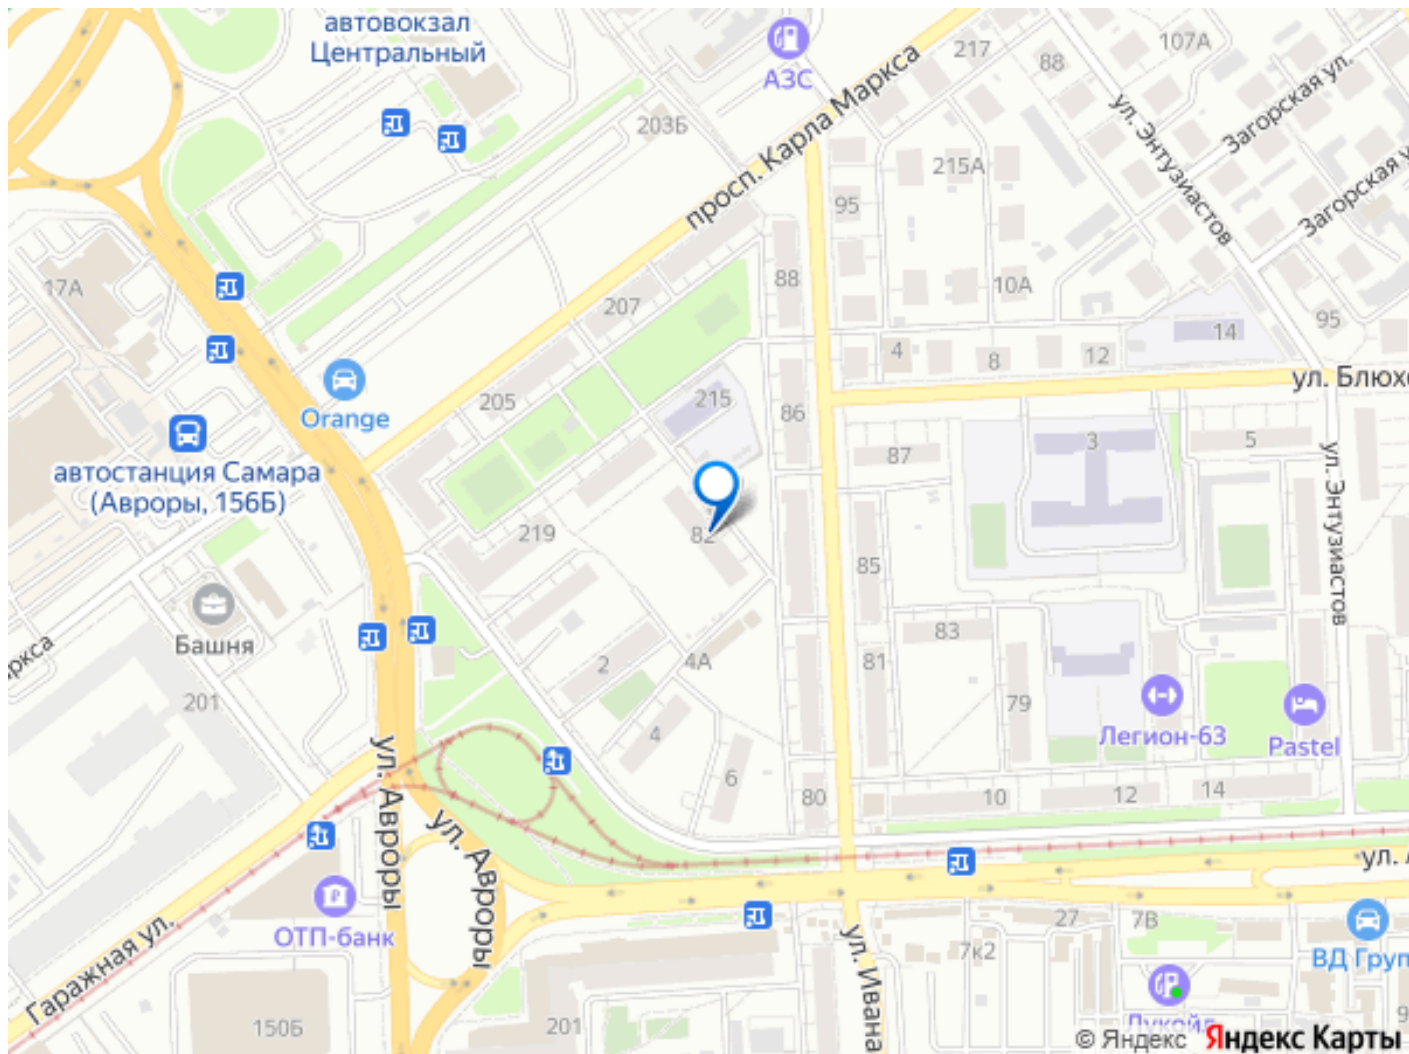 автовокзал
Центральный
АЗС
217
107А
88
Загорская ул.
203Б
просп. Карла Маркса
ул. Энтузиастов
215А
95
Загорская у
17А
88
10А
207
14
95
4
8
12
Orange
ул. Блюхе
205
215
86
автостанция Самара
(Авроры, 156Б)
87
3
5
219
82
ул. Энтузиастов
85
Башня
ркса
83
2
4А
81
201
79
4
Легион-63
Pastel
6
80
10
12
14
ул. Авроры
ул. Авроры
ул. А
ОТП-банк
27
7В
ул. Ивана
7к2
ВД Груп
Гаражная ул.
150Б
201
Лукойл
9
© Яндекс Яндекс Карты